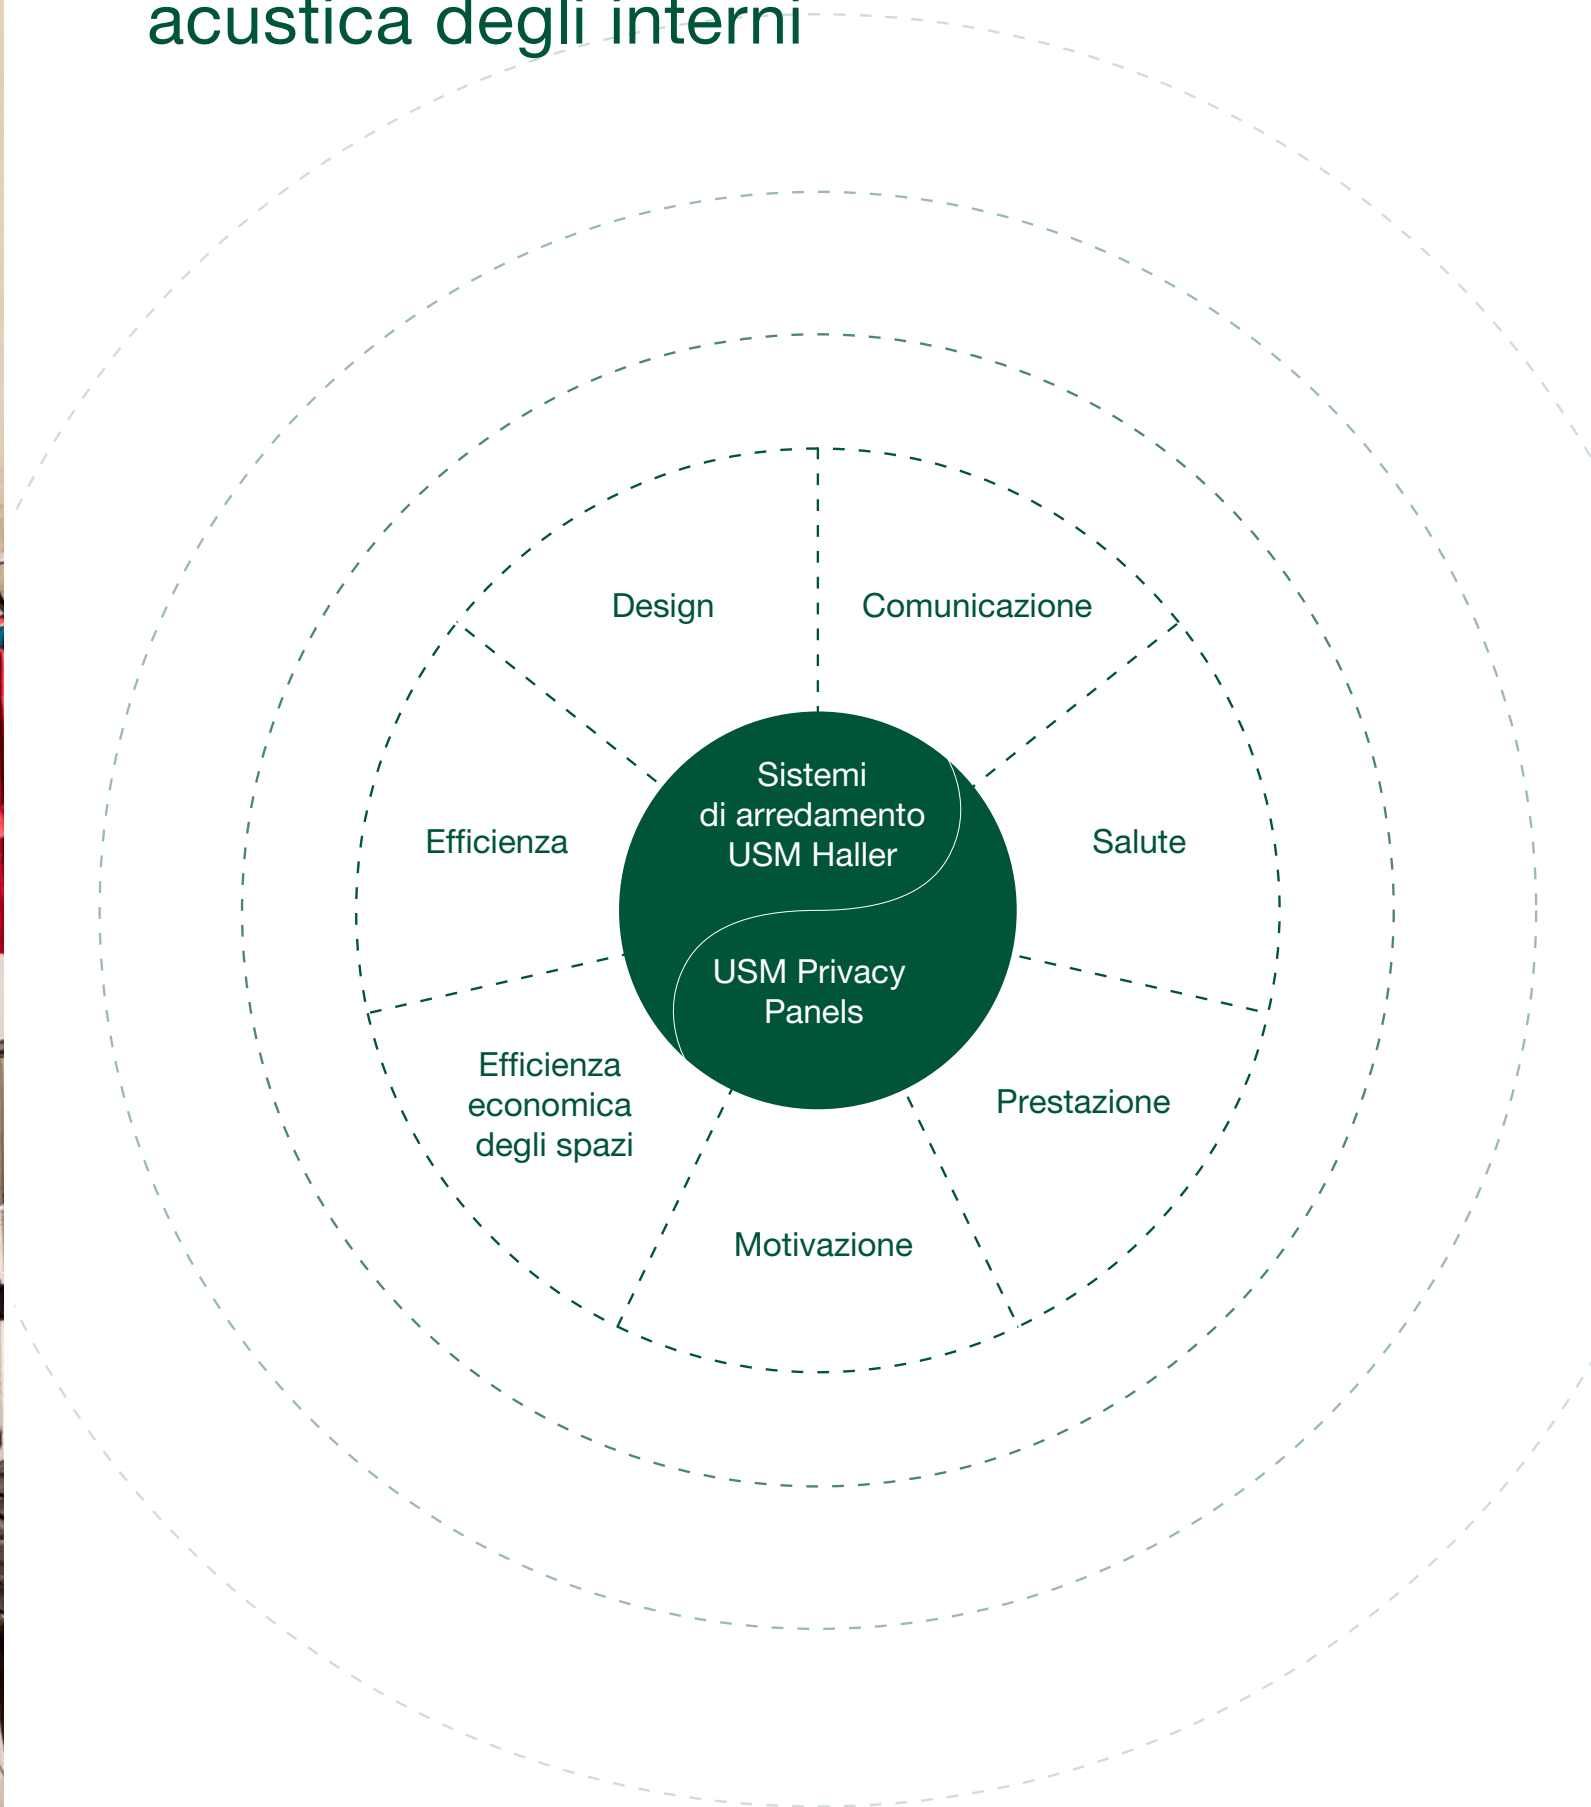 acustica degli interni
Design
Comunicazione
Sistemi
di arredamento
USM Haller
Efficienza
Salute
USM Privacy
Panels
Efficienza
economica
degli spazi
Prestazione
Motivazione